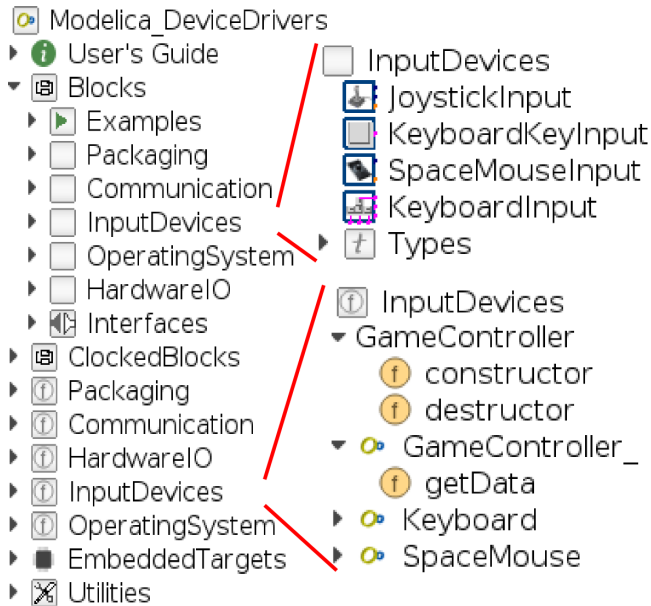 Modelica_DeviceDrivers
User's Guide
Blocks
Examples
Packaging
Communication
InputDevices
OperatingSystem
HardwareIO
Interfaces
ClockedBlocks
Packaging
Communication
HardwareIO
InputDevices
OperatingSystem
EmbeddedTargets
Utilities
InputDevices
JoystickInput
KeyboardKeyInput
SpaceMouseInput
KeyboardInput
t Types
f InputDevices
GameController
f constructor
f destructor
GameController_
f getData
Keyboard
SpaceMouse